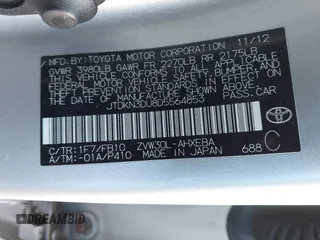 MFD. BY: TOYOTA MOTOR CORPORATION 11/12
GVWR 3980LB GAWR FR 2270LB RR 2175LB
THIS VEHICLE CONFORMS TO ALL APPLICABLE
FEDERAL MOTOR VEHICLE SAFETY, BUMPER, AND
THEFT PREVENTION STANDARDS IN EFFECT ON THE DATE OF
MANUFACTURE SHOWN ABOVE.
JTDKN3DU8D5564853 PASS. CAR
C/TR: 1F7/FB10 ZVW30L-AHXEBA
A/TM: -01A/P410 MADE IN JAPAN 688 C
DREAMBID